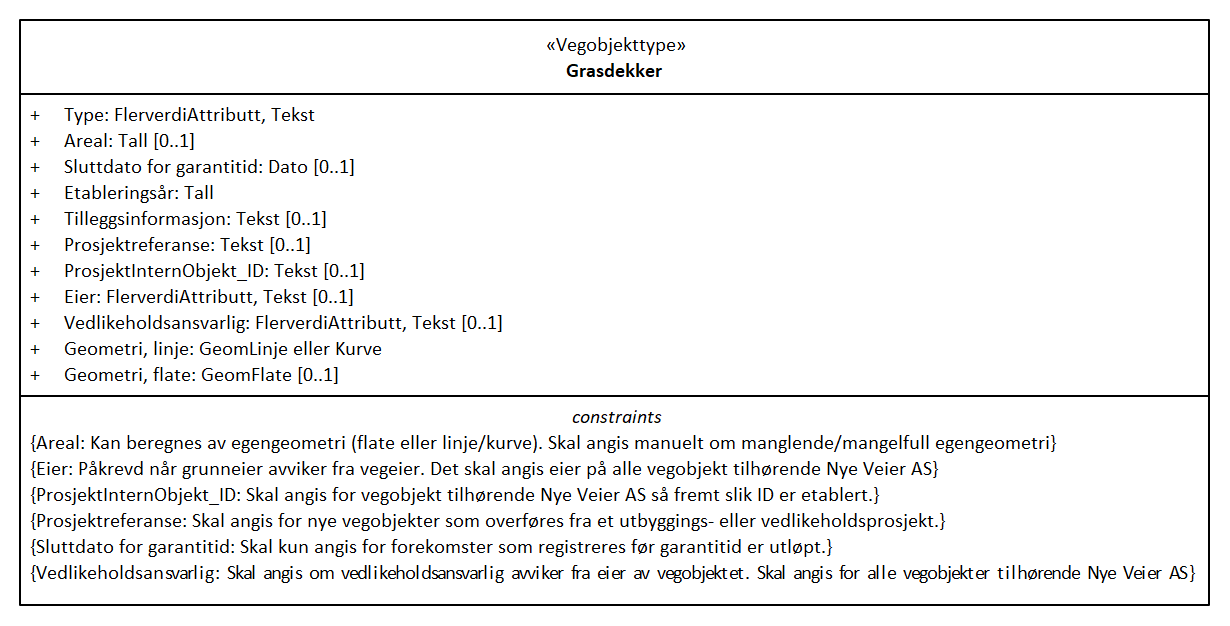 «Vegobjekttype»
Grasdekker
+ Type: FlerverdiAttributt, Tekst
+ Areal: Tall [0..1]
+ Sluttdato for garantitid: Dato [0..1]
+ Etableringsår: Tall
+ Tilleggsinformasjon: Tekst [0..1]
+ Prosjektreferanse: Tekst [0..1]
+ ProsjektInternObjekt_ID: Tekst [0..1]
+ Eier: FlerverdiAttributt, Tekst [0..1]
+ Vedlikeholdsansvarlig: FlerverdiAttributt, Tekst [0..1]
+ Geometri, linje: GeomLinje eller Kurve
+ Geometri, flate: GeomFlate [0..1]
constraints
{Areal: Kan beregnes av egengeometri (flate eller linje/kurve). Skal angis manuelt om manglende/mangelfull egengeometri}
{Eier: Påkrevd når grunneier avviker fra vegeier. Det skal angis eier på alle vegobjekt tilhørende Nye Veier AS}
{ProsjektInternObjekt_ID: Skal angis for vegobjekt tilhørende Nye Veier AS så fremt slik ID er etablert.}
{Prosjektreferanse: Skal angis for nye vegobjekter som overføres fra et utbyggings- eller vedlikeholdsprosjekt.}
{Sluttdato for garantitid: Skal kun angis for forekomster som registreres før garantitid er utløpt.}
{Vedlikeholdsansvarlig: Skal angis om vedlikeholdsansvarlig avviker fra eier av vegobjektet. Skal angis for alle vegobjekter tilhørende Nye Veier AS}